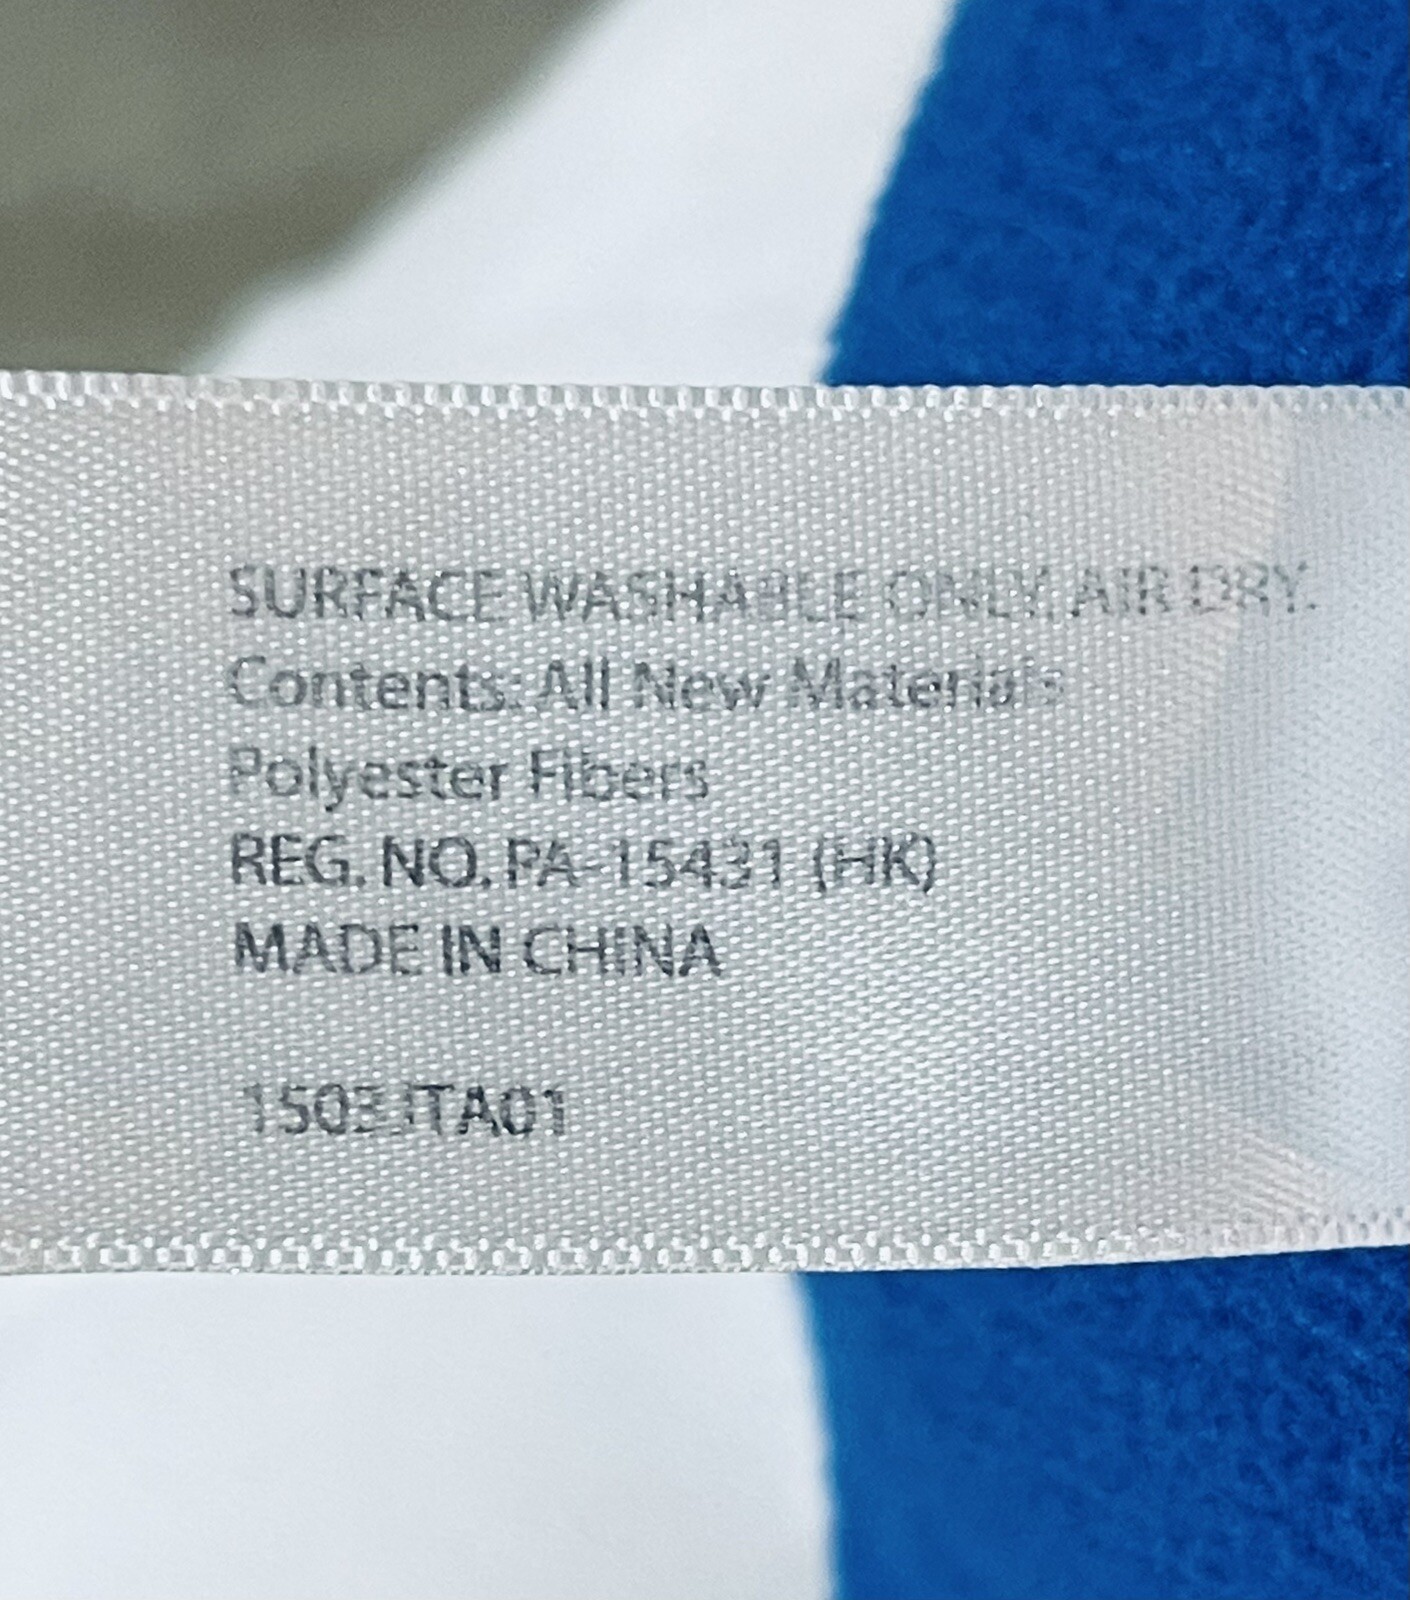 SURFACE WASHABLE ONLY. AIR DRY.
Contents: All New Materials
Polyester Fibers
REG. NO. PA-15431 (HK)
MADE IN CHINA
1503JTA01